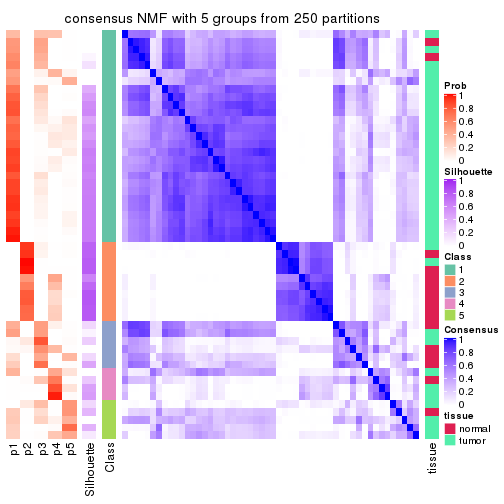 consensus NMF with 5 groups from 250 partitions
p1
p2
p3
p4
p5
Silhouette
Class
tissue
Prob
1
0.8
0.6
0.4
0.2
0
Silhouette
1
0.8
0.6
0.4
0.2
0
Class
1
2
3
4
5
Consensus
1
0.8
0.6
0.4
0.2
0
tissue
normal
tumor